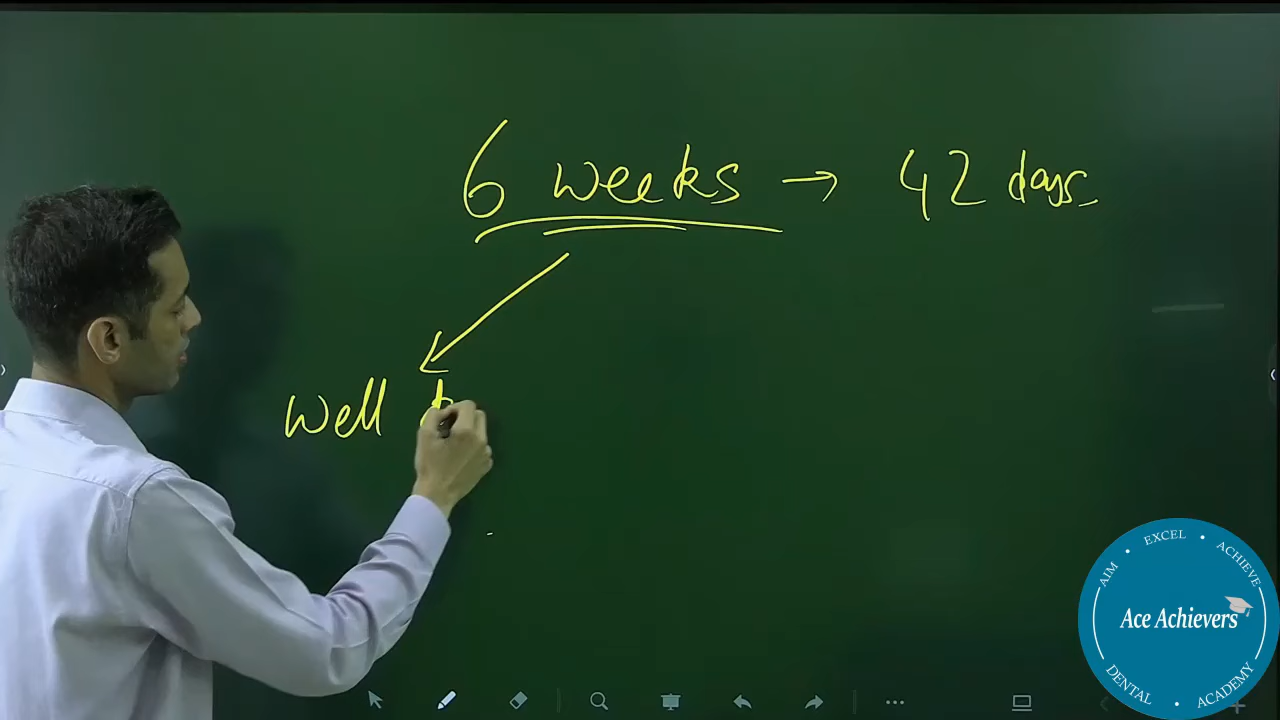 6 weeks → 42 days.
Well
AIM • EXCEL • ACHIEVE
Ace Achievers
DENTAL • ACADEMY